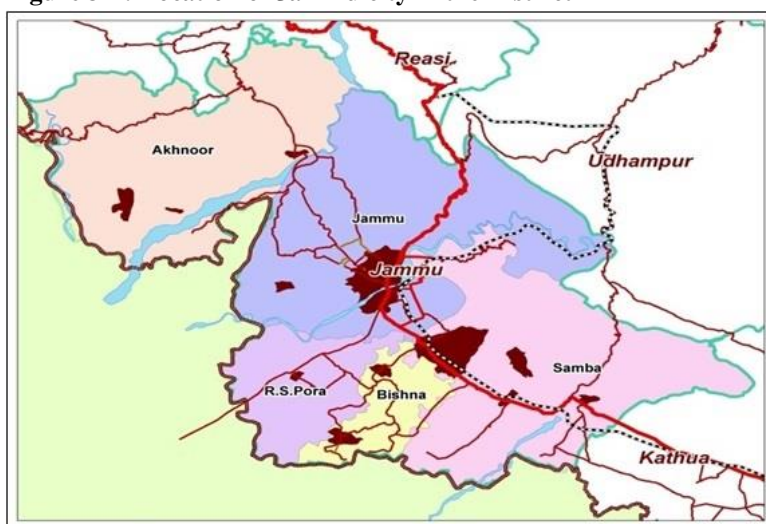 Reasi
Akhnoor
Udhampur
Jammu
Jammu
R.S.Pora
Bishna
Samba
Kathua